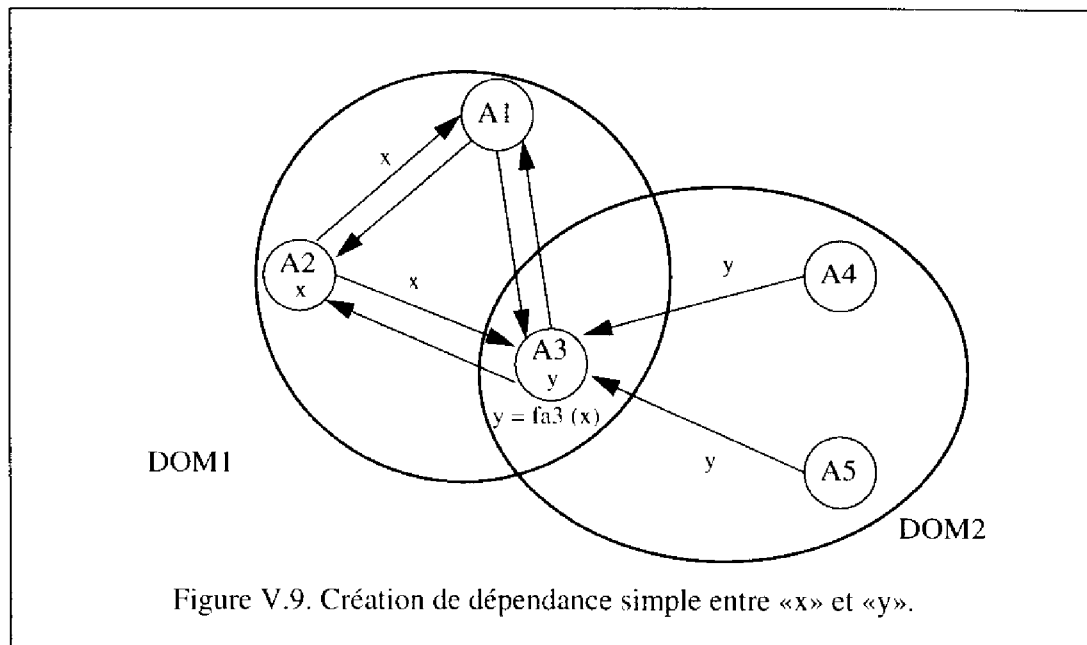 A1
x
A2
x
x
y
A4
A3
y
y = fa3 (x)
DOM1
y
A5
DOM2
Figure V.9. Création de dépendance simple entre «x» et «y».